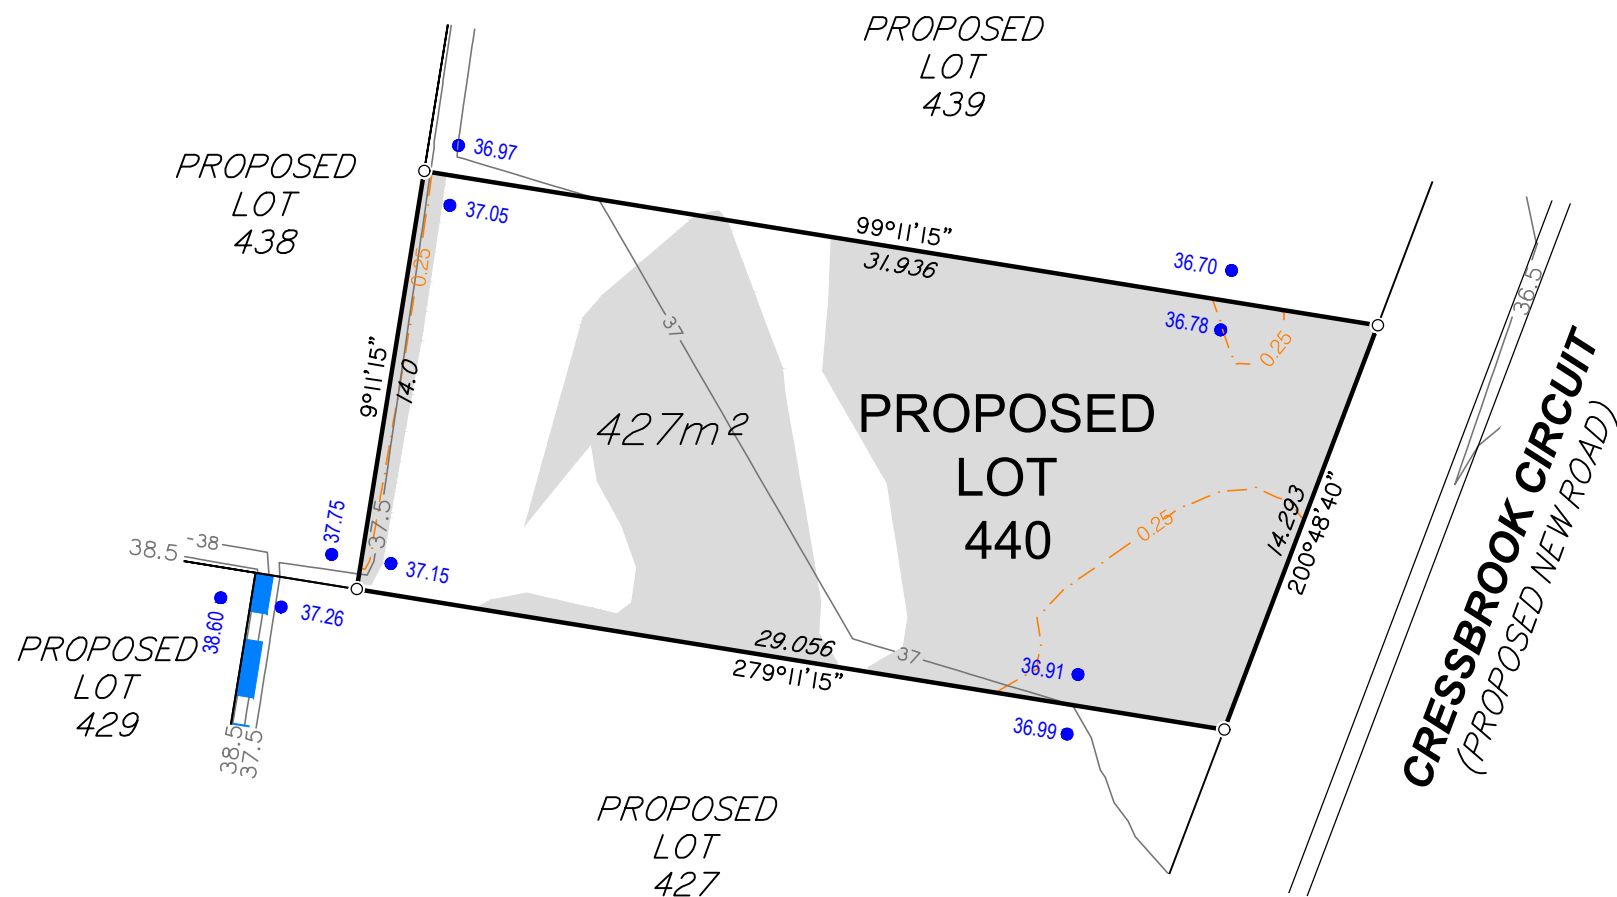 PROPOSED
LOT
439
PROPOSED
LOT
438
36.97
37.05
99°11'15"
31.936
36.70
36.78
0.25
0.25
36.5
37
9°11'15"
14.0
427m²
PROPOSED
LOT
440
0.25
14.293
200°48'40"
CRESSBROOK CIRCUIT
(PROPOSED NEW ROAD)
37.75
37.5
38.5
38
37.15
38.60
37.26
29.056
279°11'15"
37
36.91
36.99
PROPOSED
LOT
429
38.5
37.5
PROPOSED
LOT
427